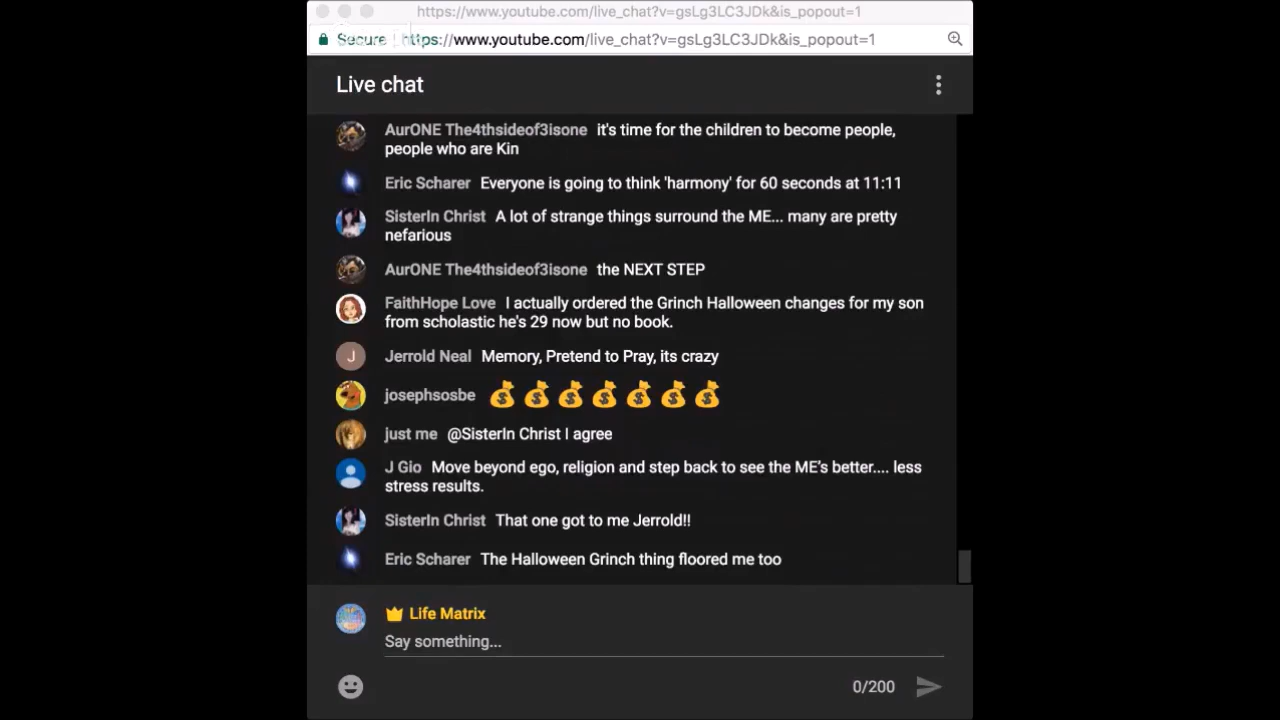 https://www.youtube.com/live_chat?v=gsLg3LC3JDk&is_popout=1
Secure https://www.youtube.com/live_chat?v=gsLg3LC3JDk&is_popout=1
Live chat
AurONE The4thsideof3isone it's time for the children to become people,
people who are Kin
Eric Scharer Everyone is going to think 'harmony' for 60 seconds at 11:11
SisterIn Christ A lot of strange things surround the ME... many are pretty
nefarious
AurONE The4thsideof3isone the NEXT STEP
FaithHope Love I actually ordered the Grinch Halloween changes for my son
from scholastic he's 29 now but no book.
J Jerrold Neal Memory, Pretend to Pray, its crazy
josephsosbe 💰💰💰💰💰💰💰
just me @SisterIn Christ I agree
J Gio Move beyond ego, religion and step back to see the ME's better.... less
stress results.
SisterIn Christ That one got to me Jerrold!!
Eric Scharer The Halloween Grinch thing floored me too
Life Matrix
Say something...
0/200